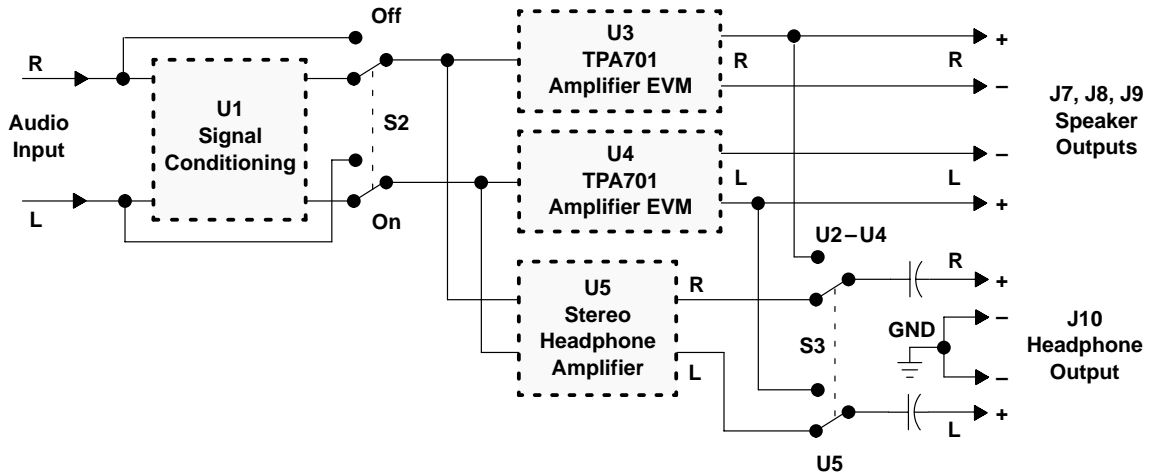 Off
R
Audio
Input
L
U1
Signal
Conditioning
S2
On
U3
TPA701
Amplifier EVM
R
R
+
–
J7, J8, J9
Speaker
Outputs
U4
TPA701
Amplifier EVM
L
–
L
+
U2–U4
U5
Stereo
Headphone
Amplifier
R
L
S3
U5
R
+
GND
–
–
+
L
J10
Headphone
Output